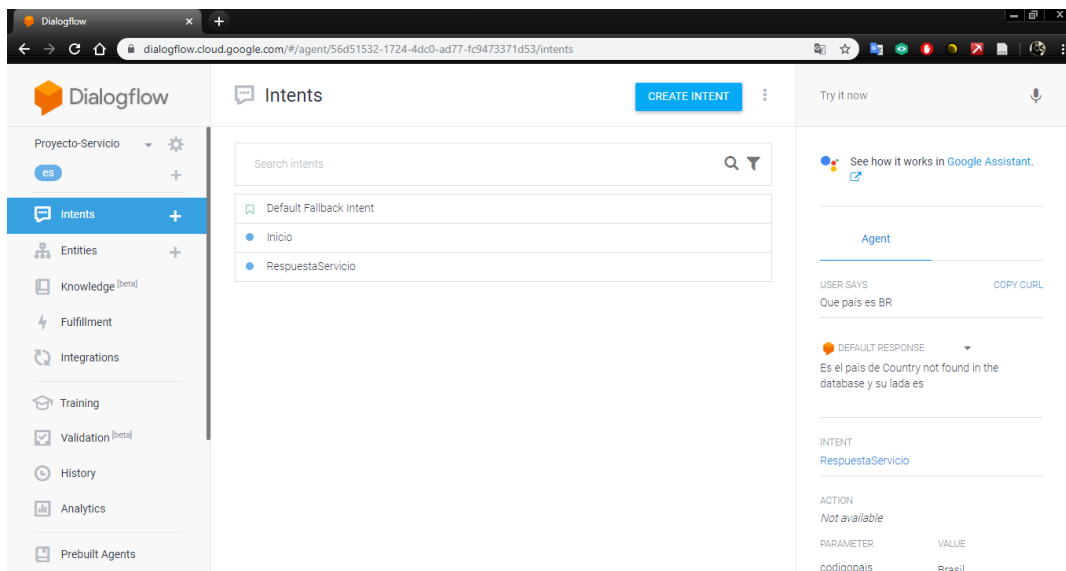 Dialogflow
dialogflow.cloud.google.com/#/agent/56d51532-1724-4dc0-ad77-fc9473371d53/intents
Dialogflow
Proyecto-Servicio
es
Intents
Entities
Knowledge [beta]
Fulfillment
Integrations
Training
Validation [beta]
History
Analytics
Prebuilt Agents
Intents
CREATE INTENT
Search intents
Default Fallback Intent
Inicio
RespuestaServicio
Try it now
See how it works in Google Assistant.
Agent
USER SAYS COPY CURL
Que país es BR
DEFAULT RESPONSE
Es el pais de Country not found in the
database y su lada es
INTENT
RespuestaServicio
ACTION
Not available
PARAMETER VALUE
codigopais Brasil